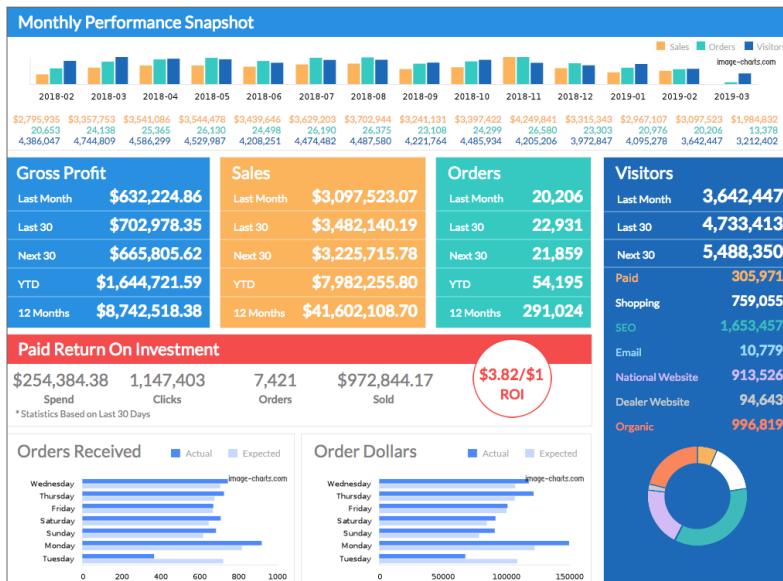 Monthly Performance Snapshot
Sales Orders Visitors
image-charts.com
2018-02 2018-03 2018-04 2018-05 2018-06 2018-07 2018-08 2018-09 2018-10 2018-11 2018-12 2019-01 2019-02 2019-03
$2,795,935 $3,357,753 $3,541,086 $3,544,478 $3,439,646 $3,629,203 $3,702,944 $3,241,131 $3,397,422 $4,249,841 $3,315,343 $2,967,107 $3,097,523 $1,984,832
20,653 24,138 25,365 26,130 24,498 26,190 26,375 23,108 24,299 26,580 23,303 20,976 20,206 13,378
4,386,047 4,744,809 4,586,299 4,529,987 4,208,251 4,474,482 4,487,580 4,221,764 4,485,934 4,205,206 3,972,847 4,095,278 3,642,447 3,212,402
Gross Profit
Last Month $632,224.86
Last 30 $702,978.35
Next 30 $665,805.62
YTD $1,644,721.59
12 Months $8,742,518.38
Sales
Last Month $3,097,523.07
Last 30 $3,482,140.19
Next 30 $3,225,715.78
YTD $7,982,255.80
12 Months $41,602,108.70
Orders
Last Month 20,206
Last 30 22,931
Next 30 21,859
YTD 54,195
12 Months 291,024
Visitors
Last Month 3,642,447
Last 30 4,733,413
Next 30 5,488,350
Paid 305,971
Shopping 759,055
SEO 1,653,457
Email 10,779
National Website 913,526
Dealer Website 94,643
Organic 996,819
Paid Return On Investment
$254,384.38 1,147,403 7,421 $972,844.17
Spend Clicks Orders Sold
* Statistics Based on Last 30 Days
$3.82/$1
ROI
Orders Received
Actual Expected
image-charts.com
Wednesday
Thursday
Friday
Saturday
Sunday
Monday
Tuesday
0 200 400 600 800 1000
Order Dollars
Actual Expected
image-charts.com
Wednesday
Thursday
Friday
Saturday
Sunday
Monday
Tuesday
0 50000 100000 150000